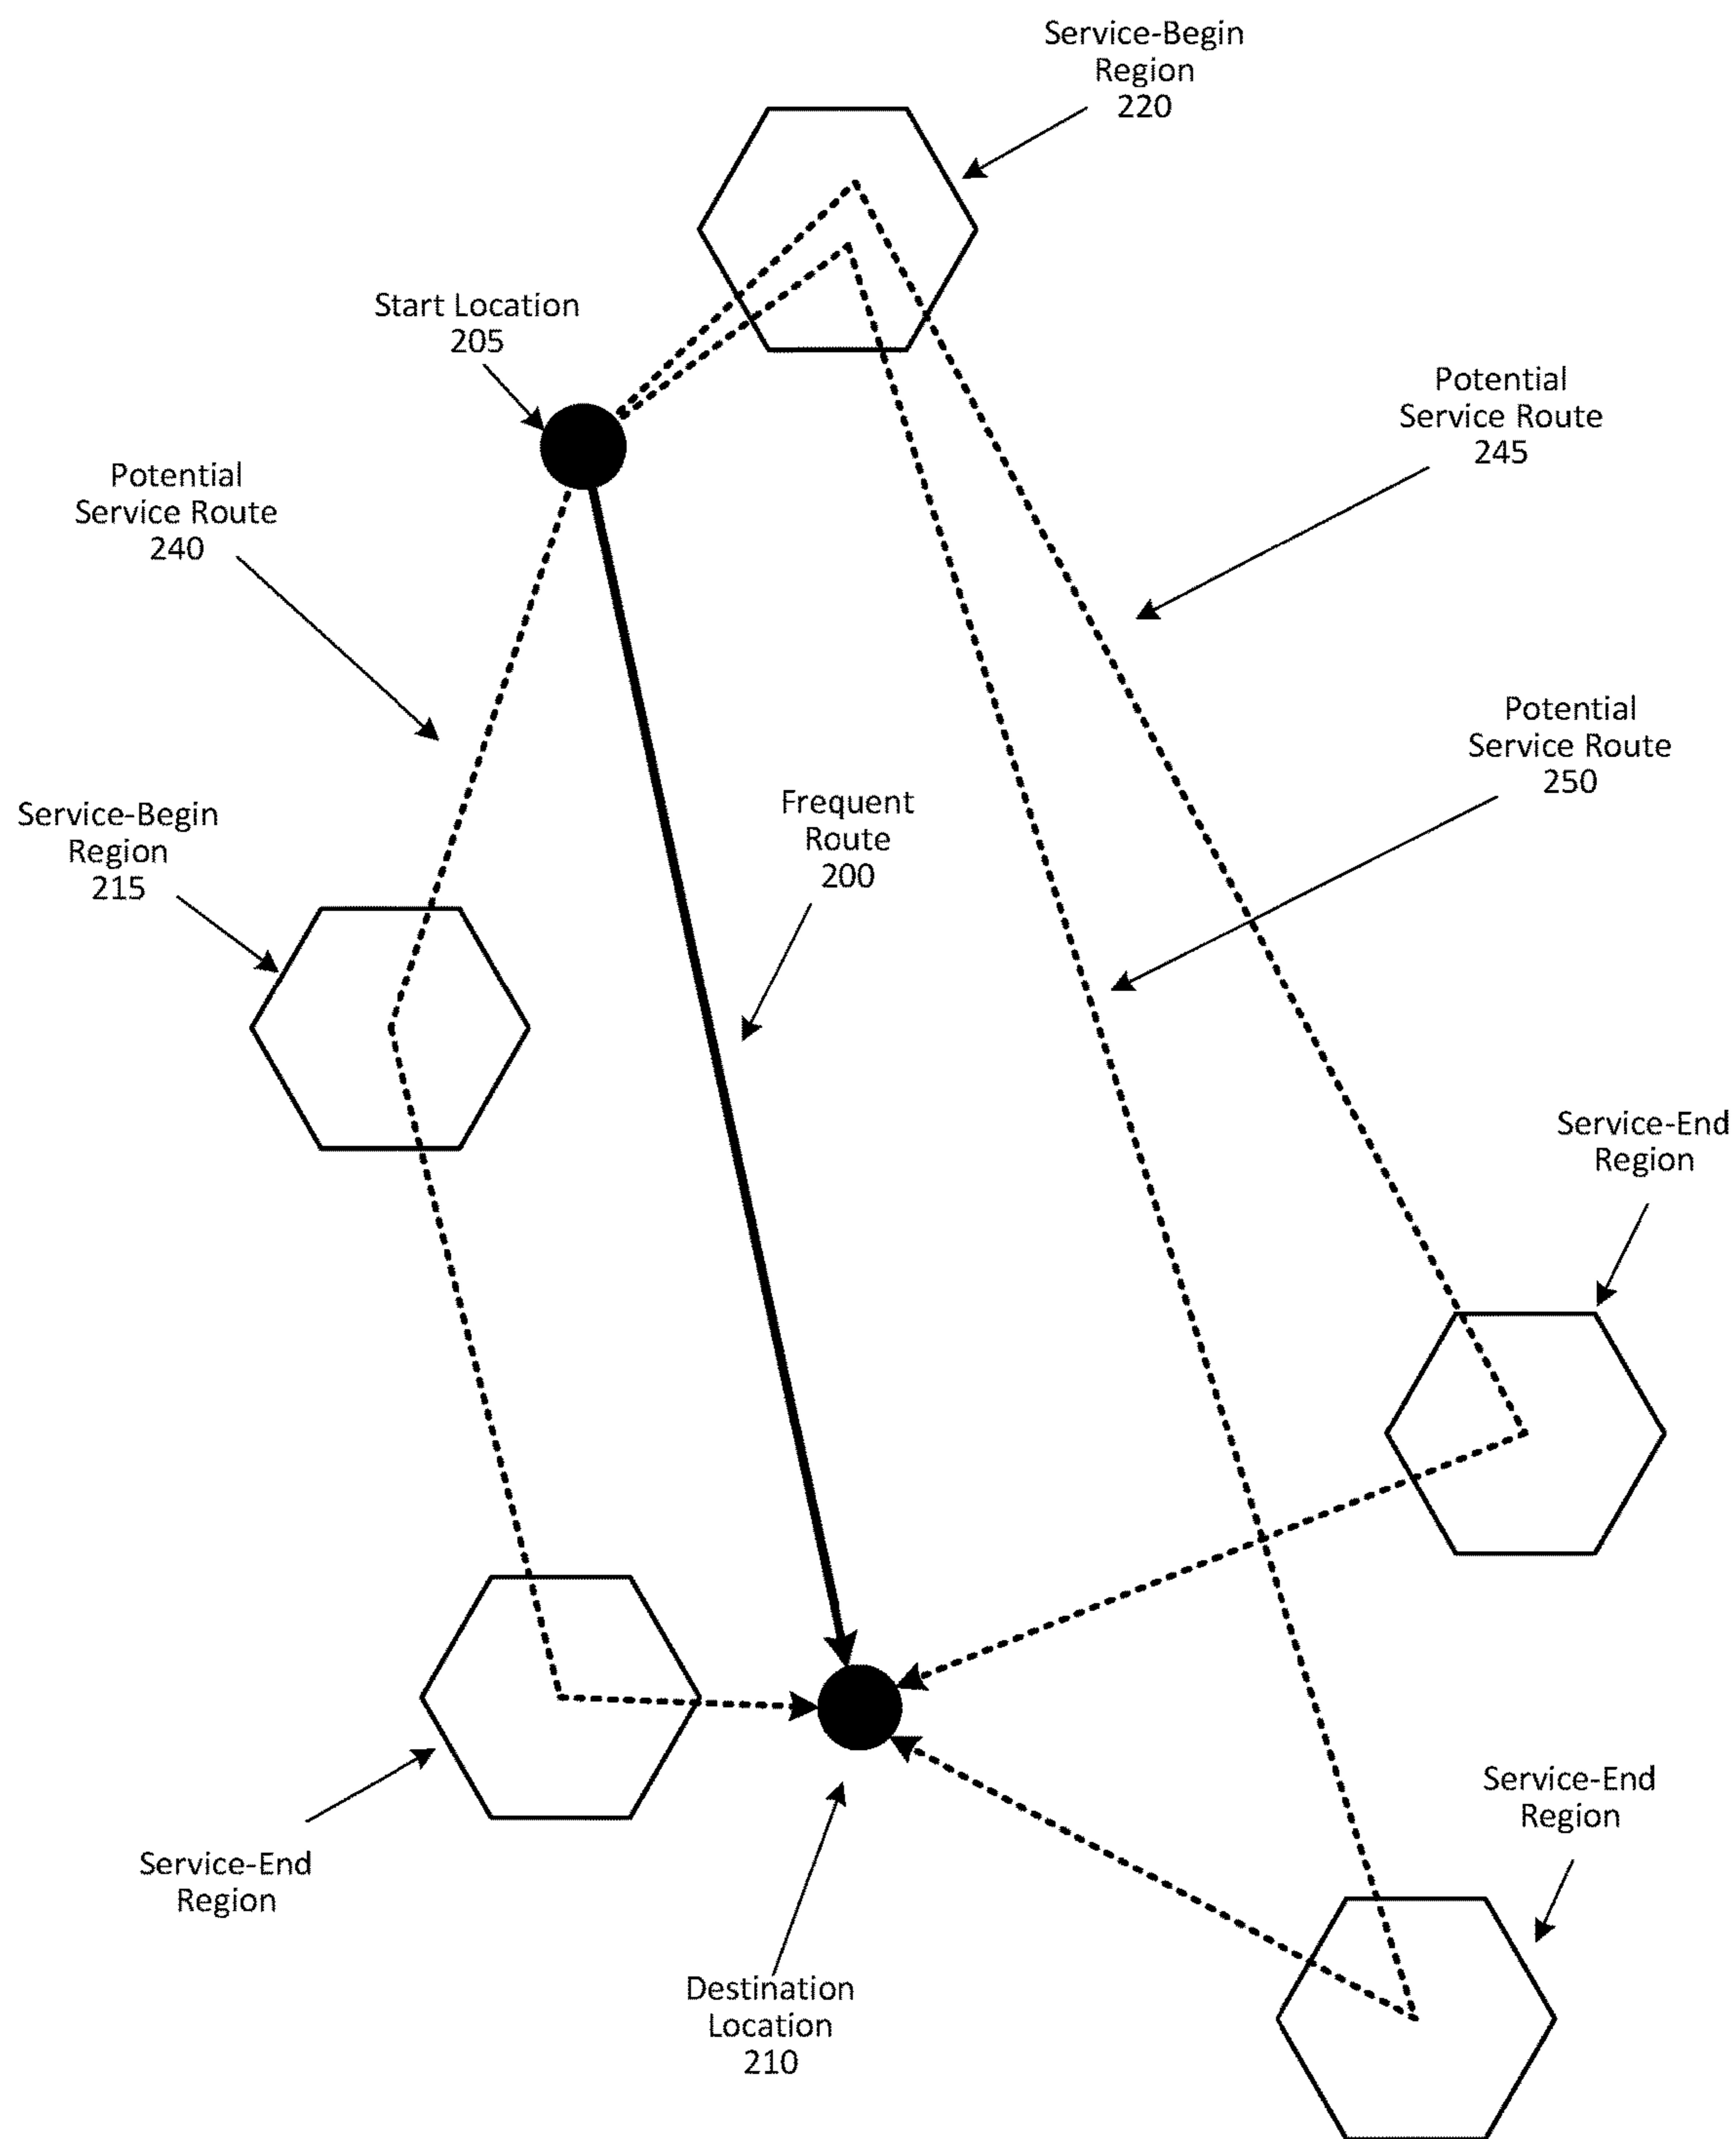 Service-Begin
Region
220
Start Location
205
Potential
Service Route
245
Potential
Service Route
240
Potential
Service Route
250
Frequent
Route
200
Service-Begin
Region
215
Service-End
Region
Service-End
Region
Service-End
Region
Destination
Location
210